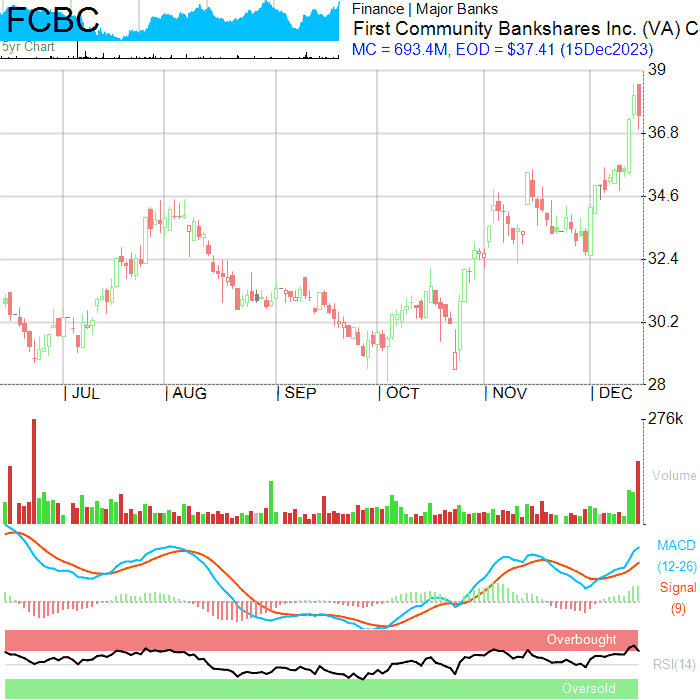 FCBC
5yr Chart
Finance | Major Banks
First Community Bankshares Inc. (VA) C
MC = 693.4M, EOD = $37.41 (15Dec2023)
39
36.8
34.6
32.4
30.2
28
| JUL | AUG | SEP | OCT | NOV | DEC
276k
Volume
MACD
(12-26)
Signal
(9)
Overbought
RSI(14)
Oversold